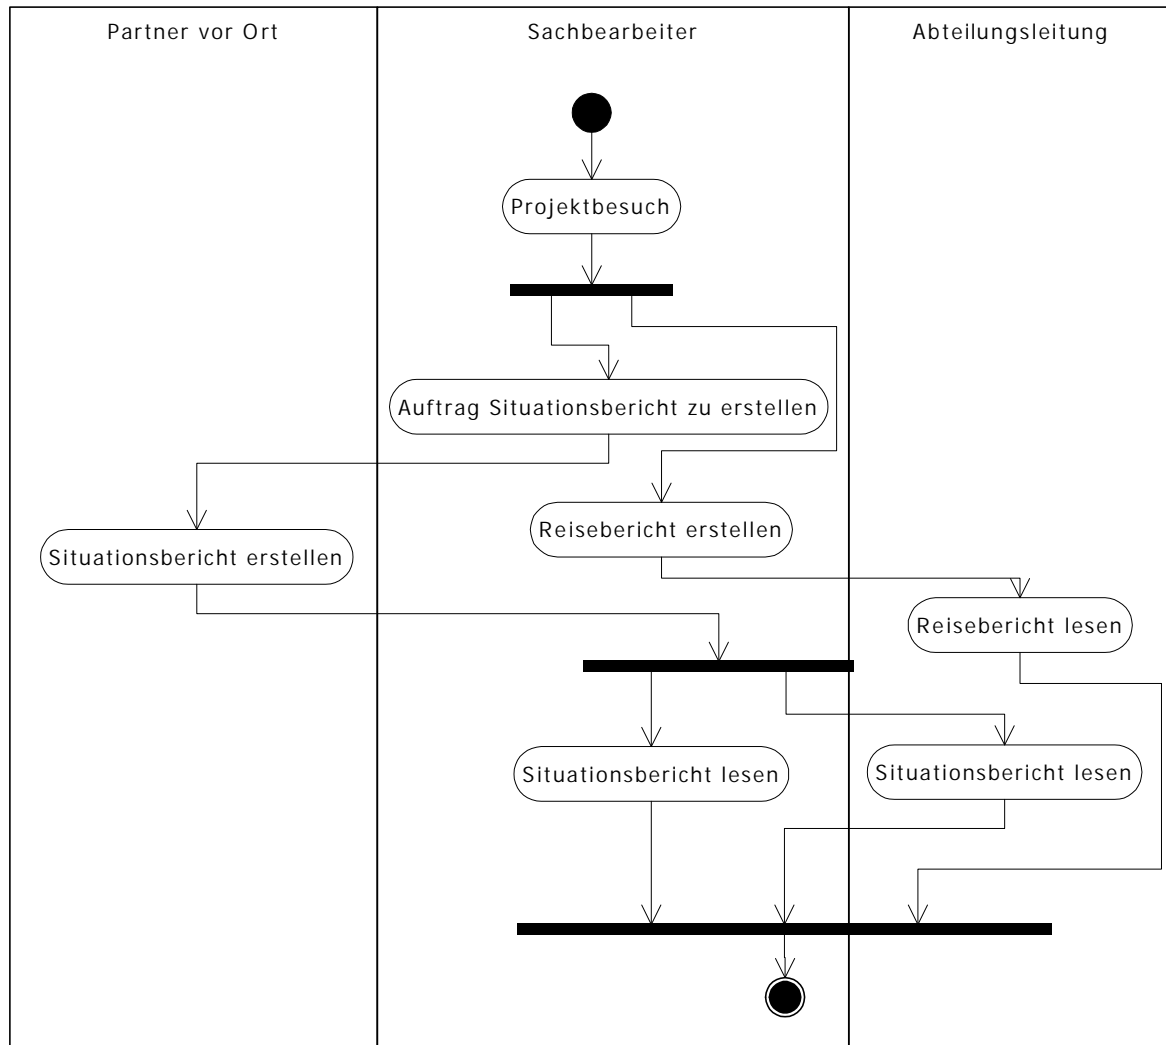 Partner vor Ort
Sachbearbeiter
Abteilungsleitung
Projektbesuch
Auftrag Situationsbericht zu erstellen
Reisebericht erstellen
Situationsbericht erstellen
Reisebericht lesen
Situationsbericht lesen
Situationsbericht lesen